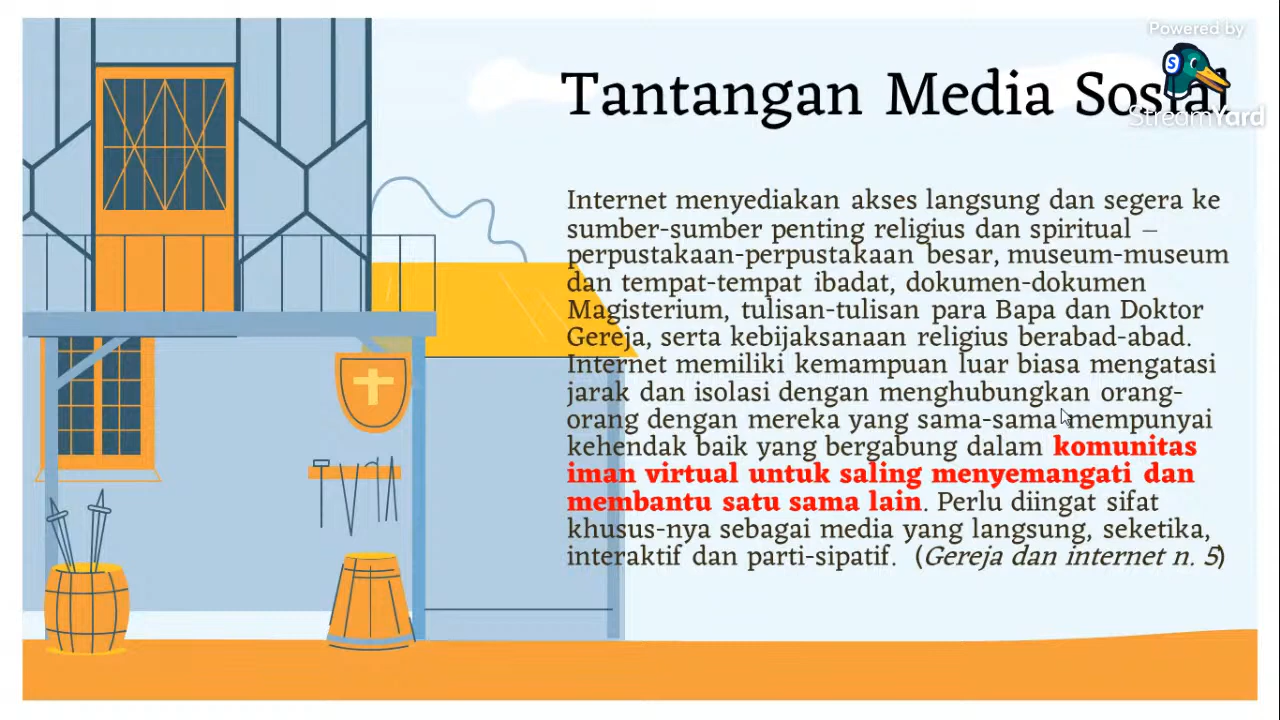 Powered by
StreamYard
Tantangan Media Sosial
Internet menyediakan akses langsung dan segera ke
sumber-sumber penting religius dan spiritual –
perpustakaan-perpustakaan besar, museum-museum
dan tempat-tempat ibadat, dokumen-dokumen
Magisterium, tulisan-tulisan para Bapa dan Doktor
Gereja, serta kebijaksanaan religius berabad-abad.
Internet memiliki kemampuan luar biasa mengatasi
jarak dan isolasi dengan menghubungkan orang-
orang dengan mereka yang sama-sama mempunyai
kehendak baik yang bergabung dalam komunitas
iman virtual untuk saling menyemangati dan
membantu satu sama lain. Perlu diingat sifat
khusus-nya sebagai media yang langsung, seketika,
interaktif dan parti-sipatif. (Gereja dan internet n. 5)